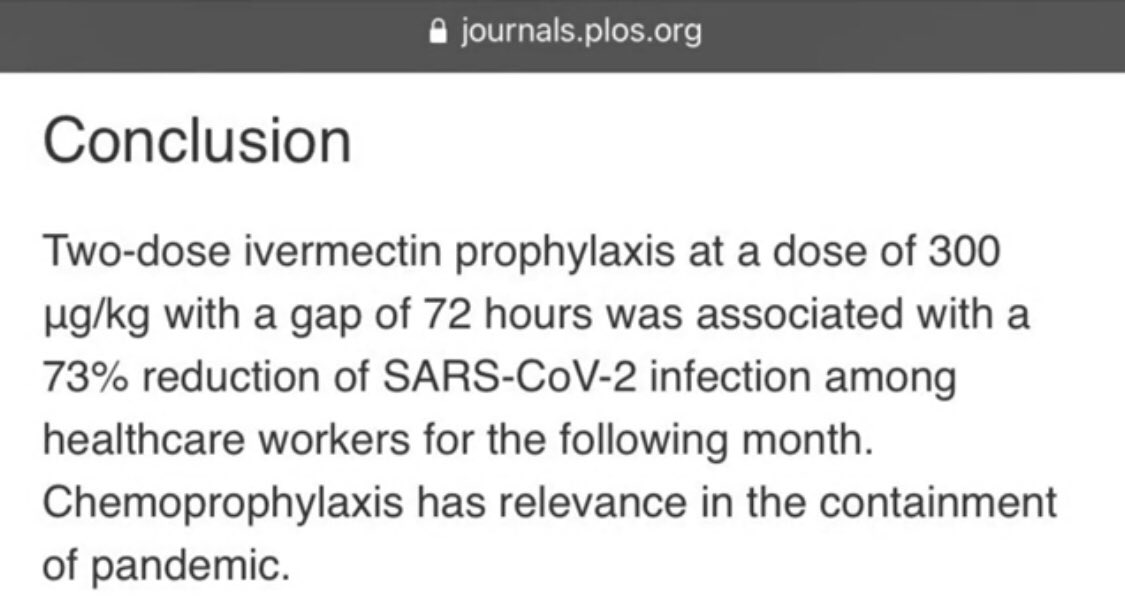 journals.plos.org
Conclusion
Two-dose ivermectin prophylaxis at a dose of 300
µg/kg with a gap of 72 hours was associated with a
73% reduction of SARS-CoV-2 infection among
healthcare workers for the following month.
Chemoprophylaxis has relevance in the containment
of pandemic.